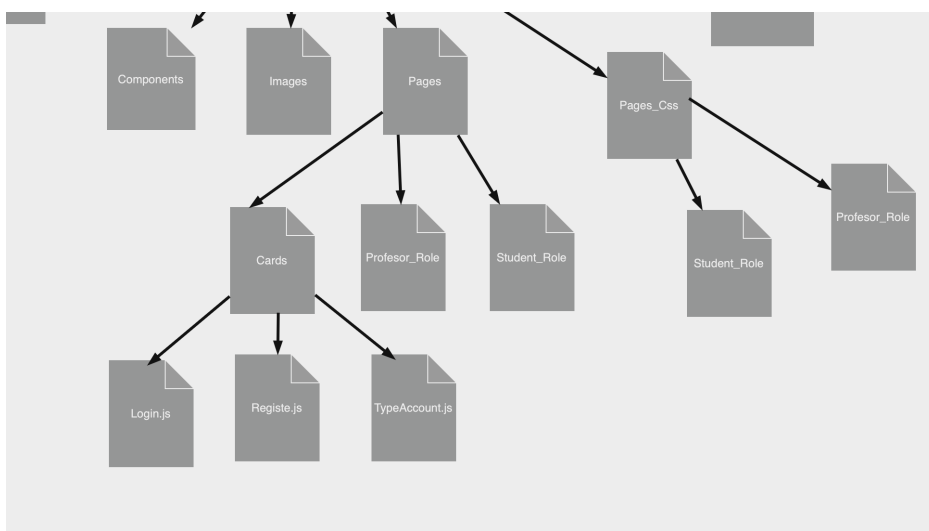 Components
Images
Pages
Pages_Css
Cards
Profesor_Role
Student_Role
Student_Role
Profesor_Role
Login.js
Registe.js
TypeAccount.js